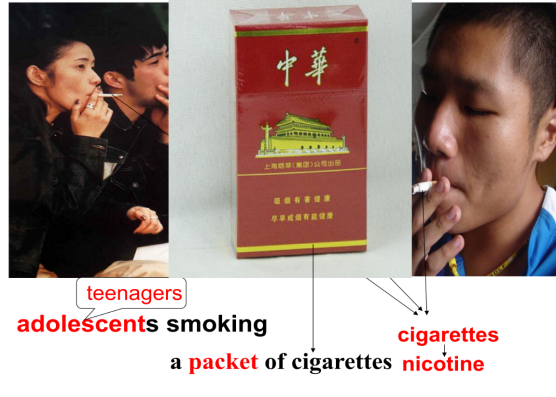 中華
上海烟草(集团)公司出品
吸烟有害健康
尽早戒烟有益健康
teenagers
adolescents smoking
cigarettes
a packet of cigarettes
nicotine